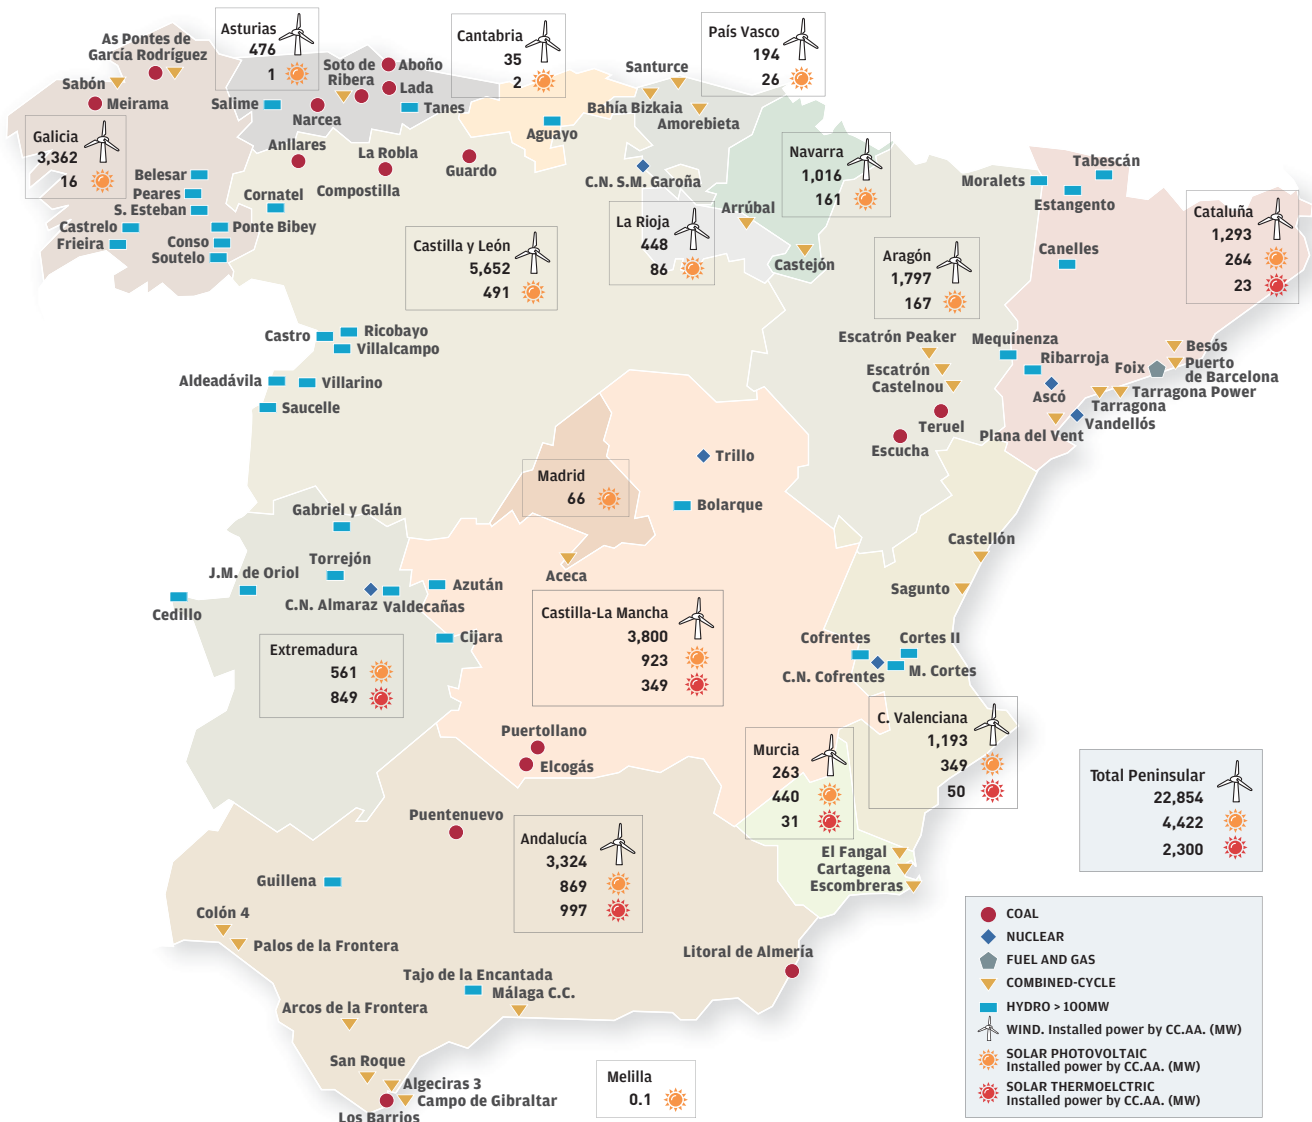 As Pontes de
García Rodríguez
Sabón
Meirama
Asturias
476
1
Soto de
Ribera
Aboño
Lada
Salime
Narcea
Tanes
Cantabria
35
2
Aguayo
País Vasco
194
26
Santurce
Bahía Bizkaia
Amorebieta
Galicia
3,362
16
Belesar
Peares
S. Esteban
Castrelo
Frieira
Ponte Bibey
Conso
Soutelo
Anllares
La Robla
Compostilla
Guardo
Cornatel
C.N. S.M. Garoña
Navarra
1,016
161
Arrúbal
Castejón
La Rioja
448
86
Castilla y León
5,652
491
Aragón
1,797
167
Moralets
Tabescán
Estangento
Canelles
Cataluña
1,293
264
23
Castro
Ricobayo
Villalcampo
Aldeadávila
Villarino
Saucelle
Escatrón Peaker
Escatrón
Castelnou
Teruel
Escucha
Mequinenza
Ribarroja
Ascó
Foix
Besós
Puerto
de Barcelona
Tarragona Power
Tarragona
Vandellós
Plana del Vent
Madrid
66
Trillo
Bolarque
Aceca
Gabriel y Galán
Torrejón
J.M. de Oriol
Cedillo
C.N. Almaraz
Valdecañas
Azután
Cijara
Extremadura
561
849
Castilla-La Mancha
3,800
923
349
Castellón
Sagunto
Cofrentes
Cortes II
C.N. Cofrentes
M. Cortes
C. Valenciana
1,193
349
50
Puertollano
Elcogás
Murcia
263
440
31
El Fangal
Cartagena
Escombreras
Total Peninsular
22,854
4,422
2,300
Puentenuevo
Andalucía
3,324
869
997
Guillena
Colón 4
Palos de la Frontera
Litoral de Almería
Tajo de la Encantada
Málaga C.C.
Arcos de la Frontera
San Roque
Algeciras 3
Campo de Gibraltar
Los Barrios
Melilla
0.1
COAL
NUCLEAR
FUEL AND GAS
COMBINED-CYCLE
HYDRO > 100MW
WIND. Installed power by CC.AA. (MW)
SOLAR PHOTOVOLTAIC
Installed power by CC.AA. (MW)
SOLAR THERMOELCTRIC
Installed power by CC.AA. (MW)